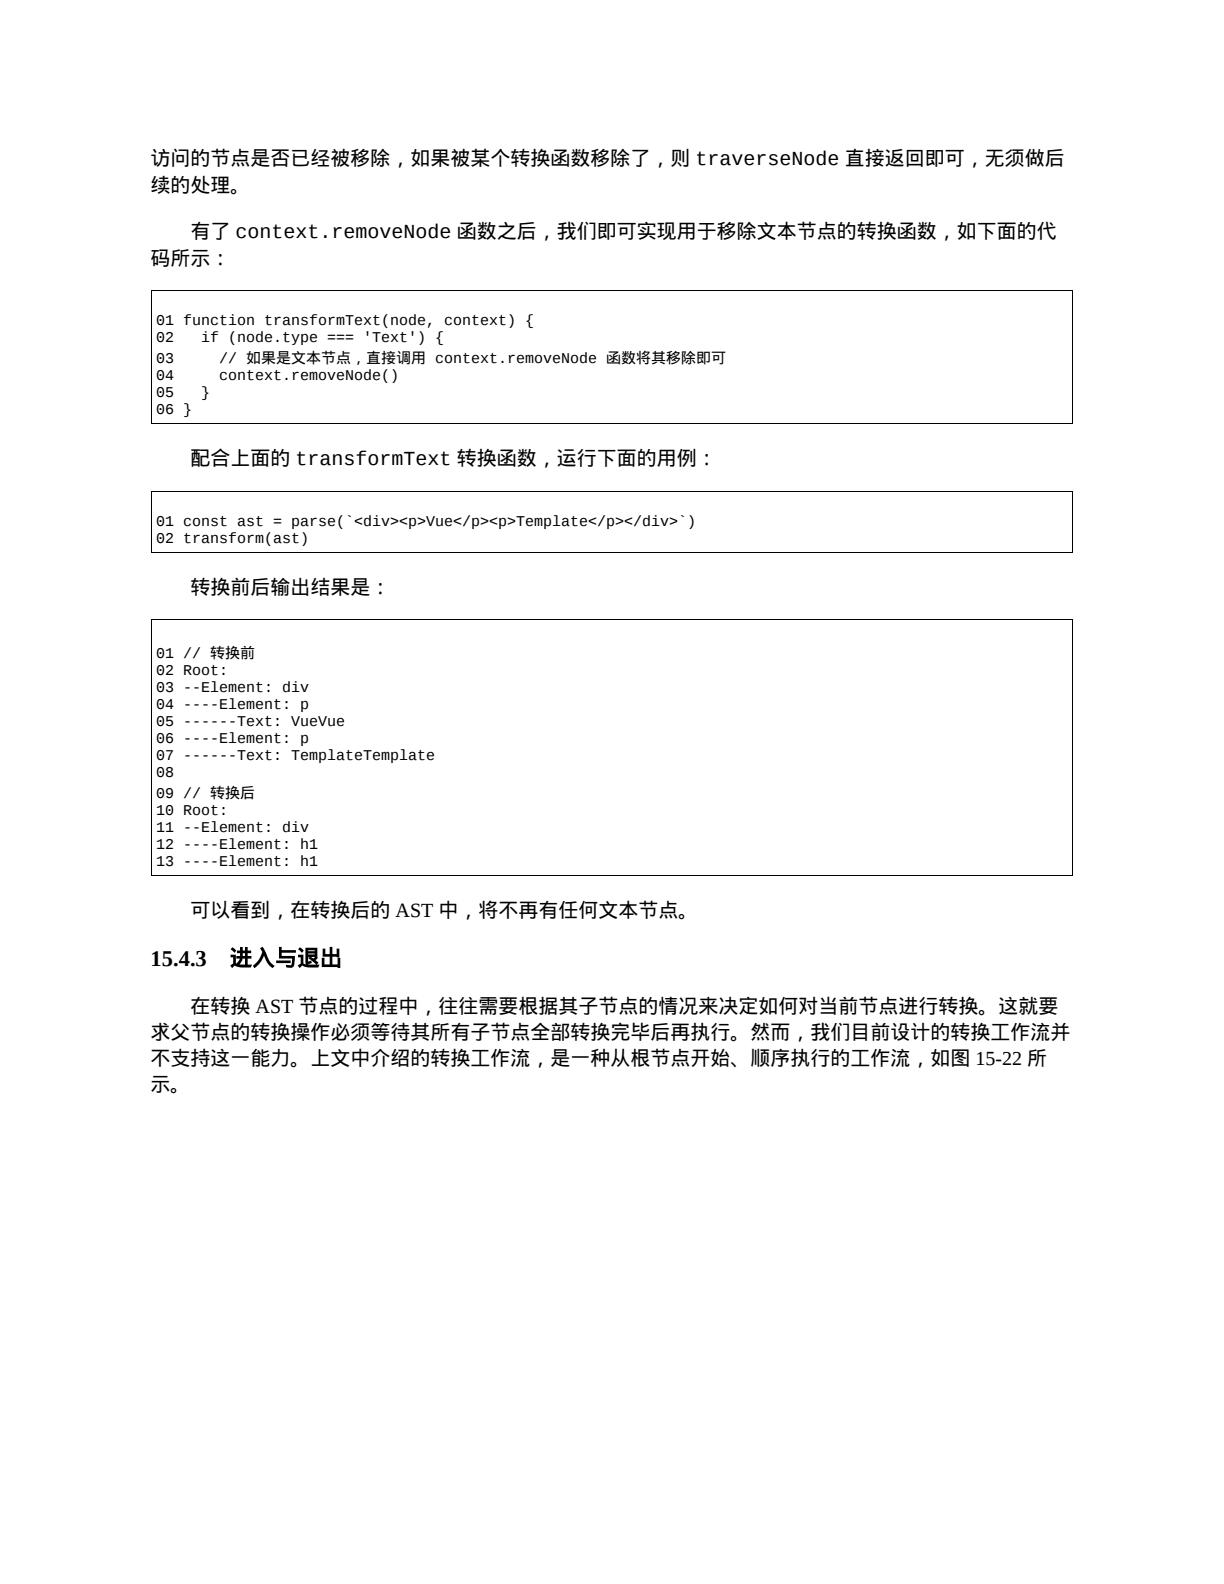 访问的节点是否已经被移除，如果被某个转换函数移除了，则 traverseNode 直接返回即可，无须做后
续的处理。
有了 context.removeNode 函数之后，我们即可实现用于移除文本节点的转换函数，如下面的代
码所示：
01 function transformText(node, context) {
02   if (node.type === 'Text') {
03     // 如果是文本节点，直接调用 context.removeNode 函数将其移除即可
04     context.removeNode()
05   }
06 }
配合上面的 transformText 转换函数，运行下面的用例：
01 const ast = parse(`<div><p>Vue</p><p>Template</p></div>`)
02 transform(ast)
转换前后输出结果是：
01 // 转换前
02 Root:
03 --Element: div
04 ----Element: p
05 ------Text: VueVue
06 ----Element: p
07 ------Text: TemplateTemplate
08
09 // 转换后
10 Root:
11 --Element: div
12 ----Element: h1
13 ----Element: h1
可以看到，在转换后的 AST 中，将不再有任何文本节点。
15.4.3　进入与退出
在转换 AST 节点的过程中，往往需要根据其子节点的情况来决定如何对当前节点进行转换。这就要
求父节点的转换操作必须等待其所有子节点全部转换完毕后再执行。然而，我们目前设计的转换工作流并
不支持这一能力。上文中介绍的转换工作流，是一种从根节点开始、顺序执行的工作流，如图 15-22 所
示。